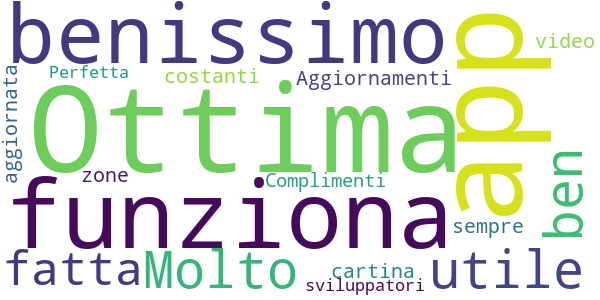 benissimo
app
video
Perfetta
costanti
Aggiornamenti
aggiornata
Ottima
ben
zone
Complimenti
funziona
sempre
fatta
Molto
cartina
utile
sviluppatori